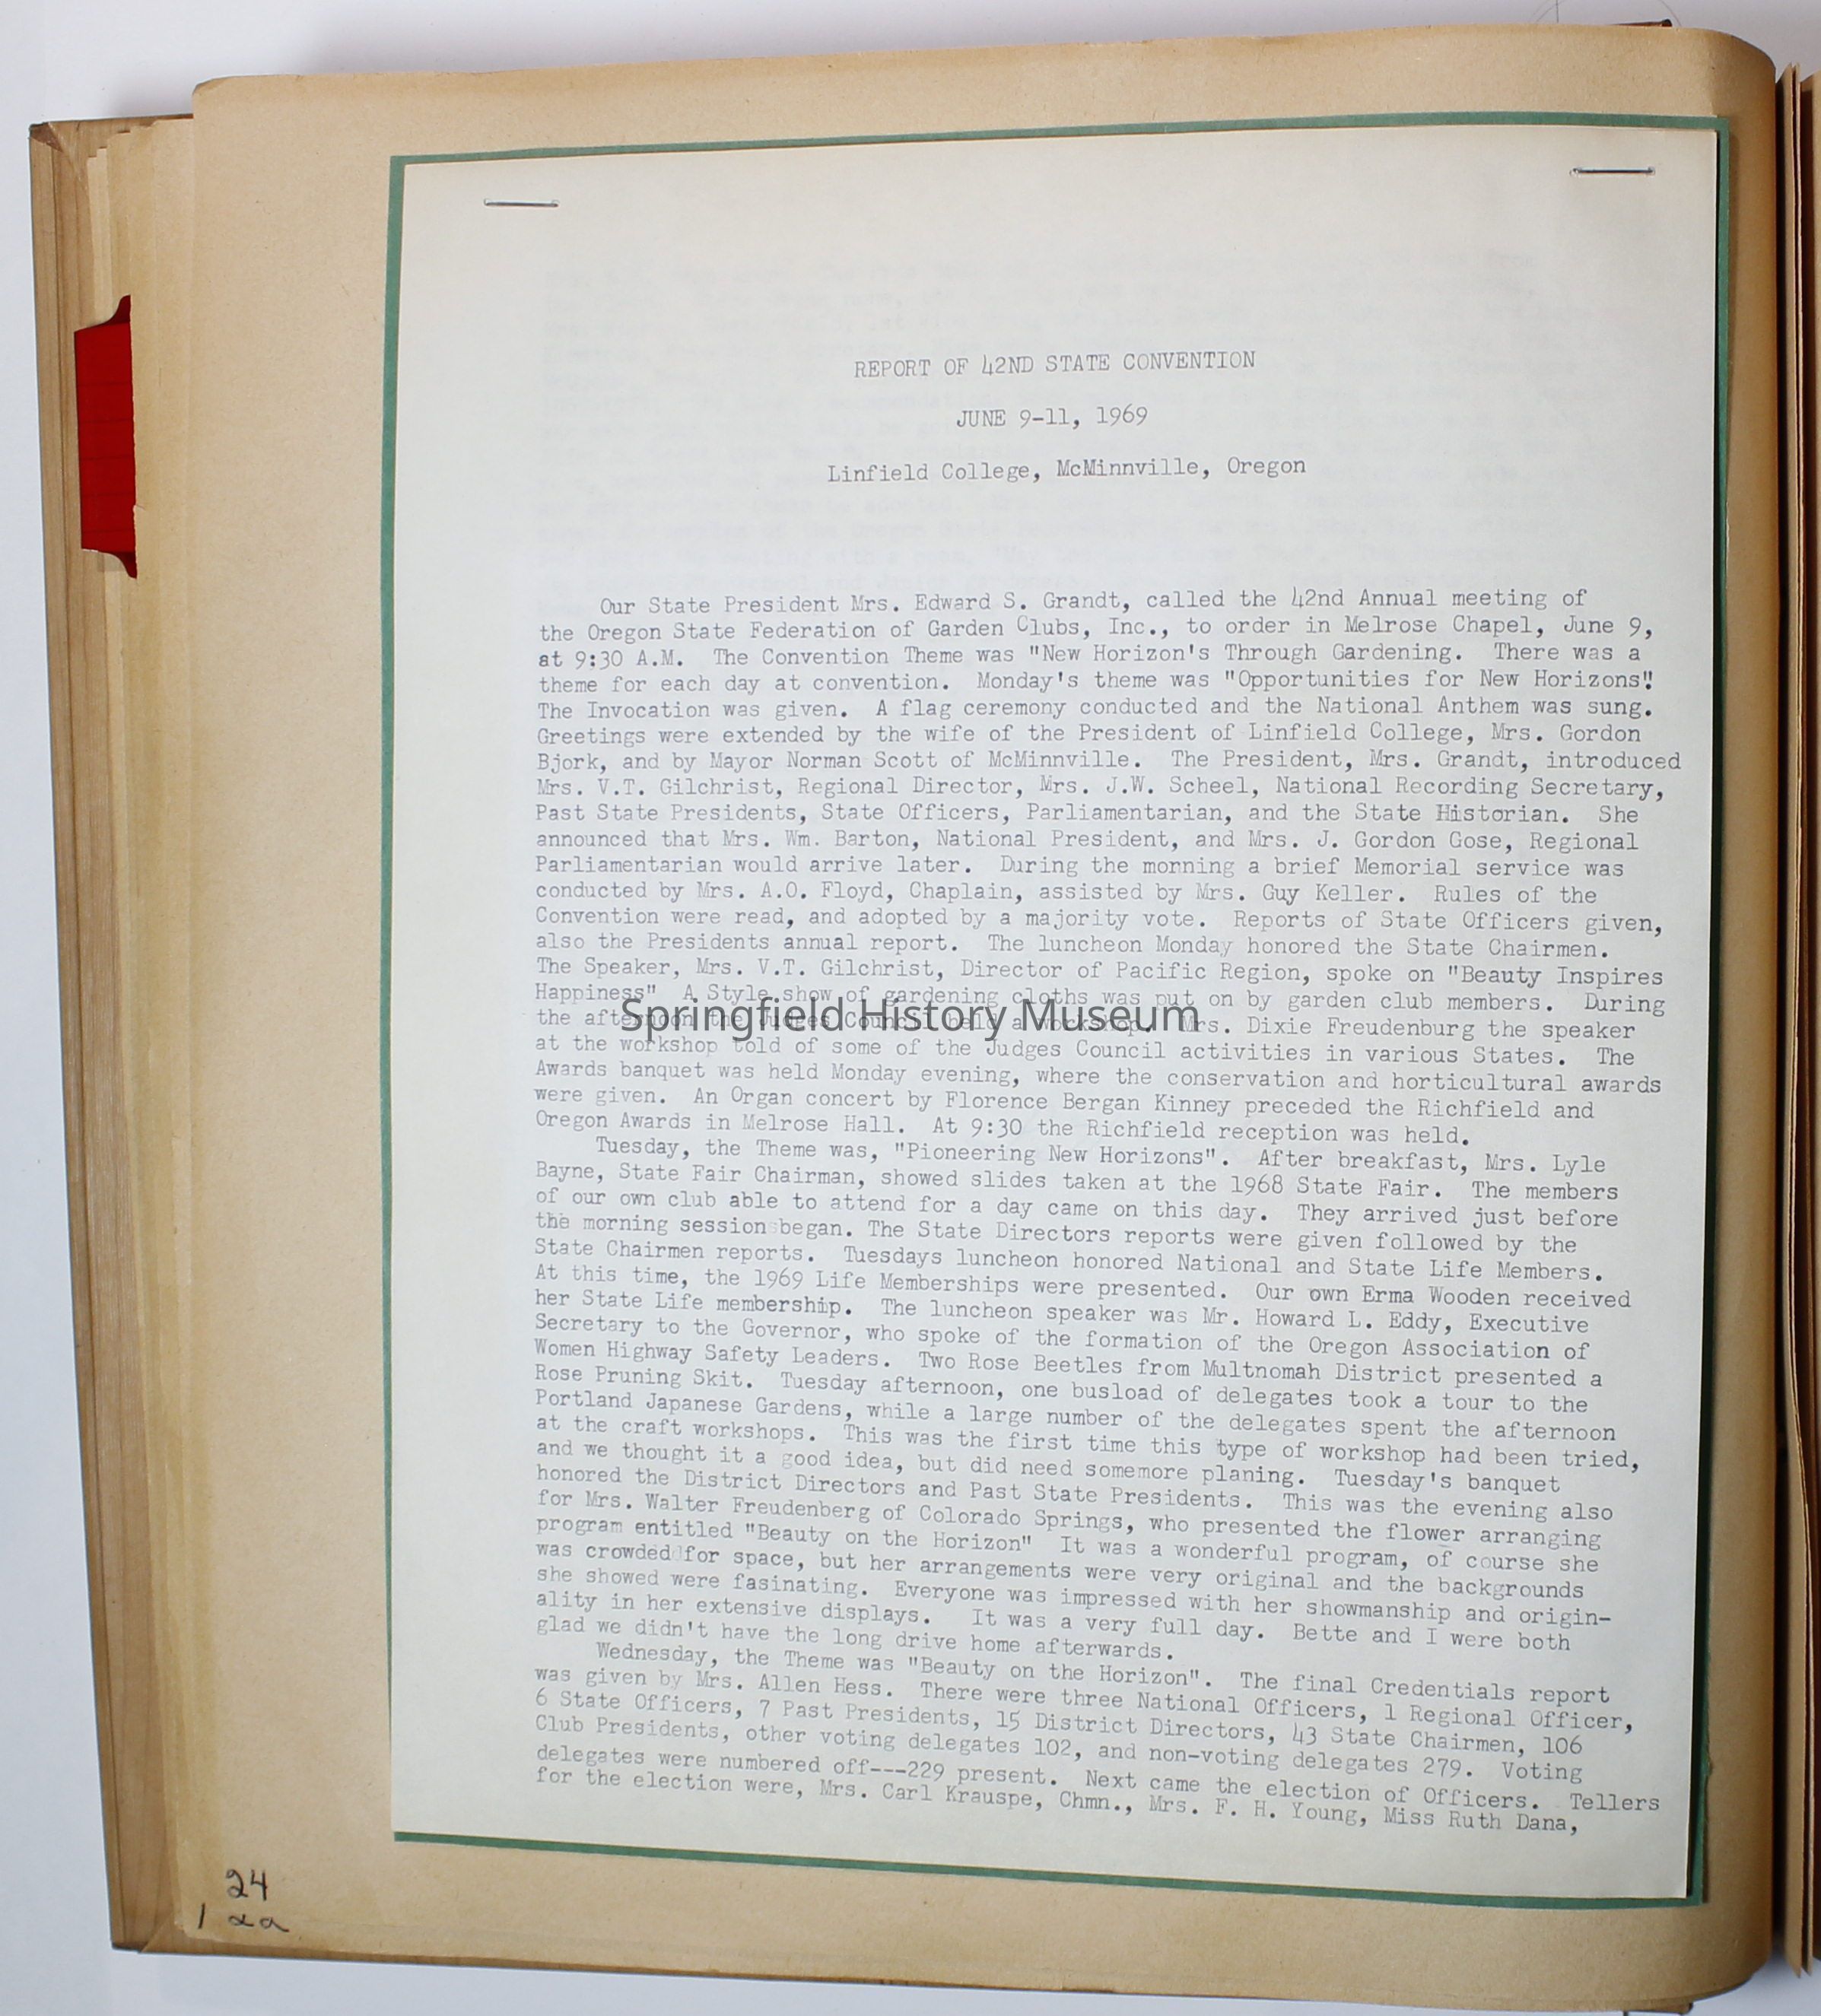 REPORT OF 42ND STATE CONVENTION
JUNE 9-11, 1969
Linfield College, McMinnville, Oregon
Our State President Mrs. Edward S. Grandt, called the 42nd Annual meeting of
the Oregon State Federation of Garden Clubs, Inc., to order in Melrose Chapel, June 9,
at 9:30 A.M. The Convention Theme was "New Horizon's Through Gardening. There was a
theme for each day at convention. Monday's theme was "Opportunities for New Horizons"!
The Invocation was given. A flag ceremony conducted and the National Anthem was sung.
Greetings were extended by the wife of the President of Linfield College, Mrs. Gordon
Bjork, and by Mayor Norman Scott of McMinnville. The President, Mrs. Grandt, introduced
Mrs. V.T. Gilchrist, Regional Director, Mrs. J.W. Scheel, National Recording Secretary,
Past State Presidents, State Officers, Parliamentarian, and the State Historian. She
announced that Mrs. Wm. Barton, National President, and Mrs. J. Gordon Gose, Regional
Parliamentarian would arrive later. During the morning a brief Memorial service was
conducted by Mrs. A.O. Floyd, Chaplain, assisted by Mrs. Guy Keller. Rules of the
Convention were read, and adopted by a majority vote. Reports of State Officers given,
also the Presidents annual report. The luncheon Monday honored the State Chairmen.
The Speaker, Mrs. V.T. Gilchrist, Director of Pacific Region, spoke on "Beauty Inspires
Happiness" A Style show of gardening cloths was put on by garden club members. During
the afternoon the Judges Council held a workshop. Mrs. Dixie Freudenburg the speaker
Springfield History Museum
at the workshop told of some of the Judges Council activities in various States. The
Awards banquet was held Monday evening, where the conservation and horticultural awards
were given. An Organ concert by Florence Bergan Kinney preceded the Richfield and
Oregon Awards in Melrose Hall. At 9:30 the Richfield reception was held.
Tuesday, the Theme was, "Pioneering New Horizons". After breakfast, Mrs. Lyle
Bayne, State Fair Chairman, showed slides taken at the 1968 State Fair. The members
of our own club able to attend for a day came on this day. They arrived just before
the morning session began. The State Directors reports were given followed by the
State Chairmen reports. Tuesdays luncheon honored National and State Life Members.
At this time, the 1969 Life Memberships were presented. Our own Erma Wooden received
her State Life membership. The luncheon speaker was Mr. Howard L. Eddy, Executive
Secretary to the Governor, who spoke of the formation of the Oregon Association of
Women Highway Safety Leaders. Two Rose Beetles from Multnomah District presented a
Rose Pruning Skit. Tuesday afternoon, one busload of delegates took a tour to the
Portland Japanese Gardens, while a large number of the delegates spent the afternoon
at the craft workshops. This was the first time this type of workshop had been tried,
and we thought it a good idea, but did need somemore planing. Tuesday's banquet
honored the District Directors and Past State Presidents. This was the evening also
for Mrs. Walter Freudenberg of Colorado Springs, who presented the flower arranging
program entitled "Beauty on the Horizon" It was a wonderful program, of course she
was crowded for space, but her arrangements were very original and the backgrounds
she showed were fasinating. Everyone was impressed with her showmanship and origin-
ality in her extensive displays. It was a very full day. Bette and I were both
glad we didn't have the long drive home afterwards.
Wednesday, the Theme was "Beauty on the Horizon". The final Credentials report
was given by Mrs. Allen Hess. There were three National Officers, 1 Regional Officer,
6 State Officers, 7 Past Presidents, 15 District Directors, 43 State Chairmen, 106
Club Presidents, other voting delegates 102, and non-voting delegates 279. Voting
delegates were numbered off---229 present. Next came the election of Officers. Tellers
for the election were, Mrs. Carl Krauspe, Chmn., Mrs. F. H. Young, Miss Ruth Dana,
24